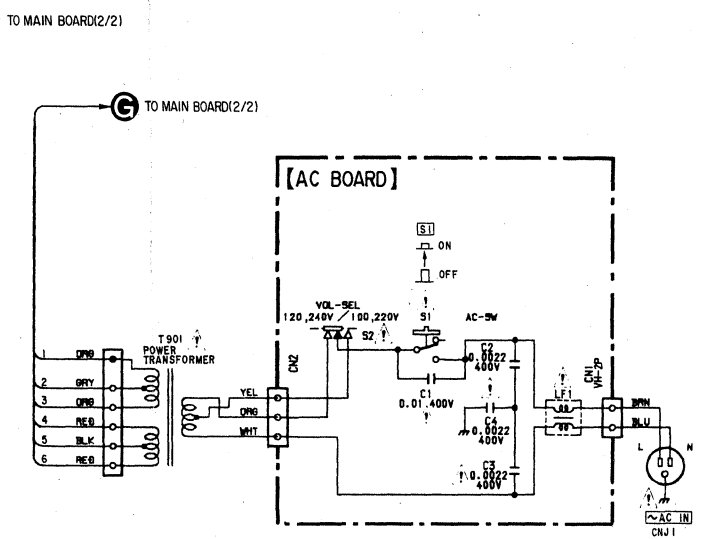 TO MAIN BOARD(2/2)
G TO MAIN BOARD(2/2)
【AC BOARD】
S1
ON
OFF
!
VOL-SEL
120,240V / 100,220V
S2 !
S1
AC-SW
T901 !
POWER
TRANSFORMER
1 ORG
2 GRY
3 ORG
4 RED
5 BLK
6 RED
CN2
YEL
ORG
WHT
C1
0.01 400V
!
C2
0.0022
400V
!
C4
0.0022
400V
C3
! 0.0022
400V
!
LF1
CN1
VH-2P
BRN
BLU
L N
!
~AC IN
CNJ1